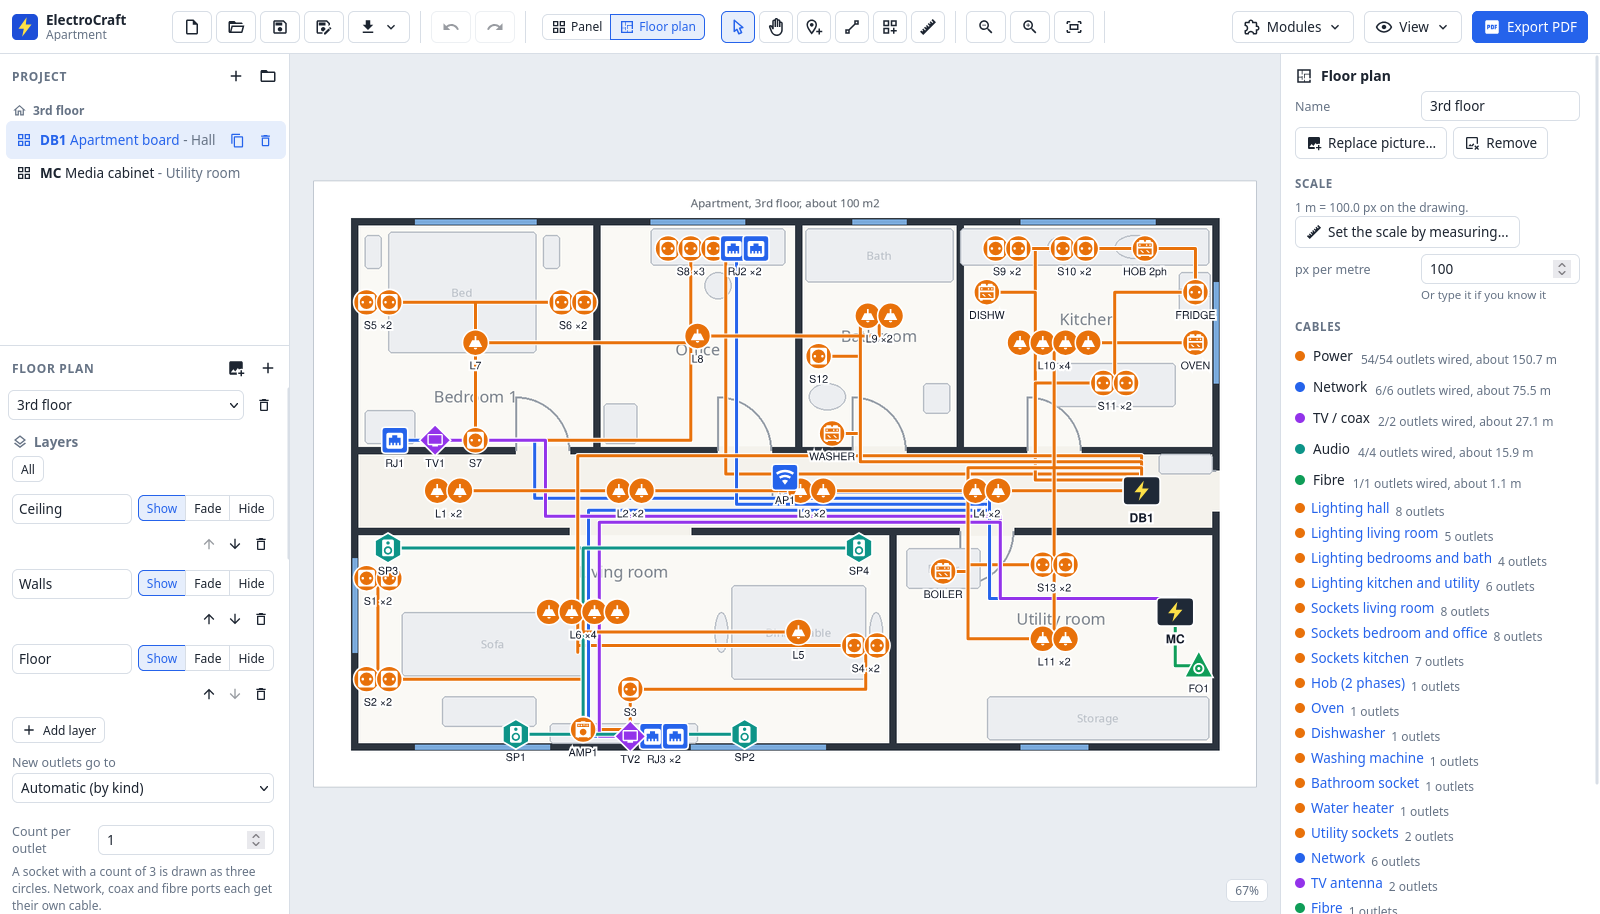 ElectroCraft
Apartment
Panel
Floor plan
Modules
View
Export PDF
PROJECT
3rd floor
DB1 Apartment board - Hall
MC Media cabinet - Utility room
FLOOR PLAN
3rd floor
Layers
All
Ceiling
Show
Fade
Hide
Walls
Show
Fade
Hide
Floor
Show
Fade
Hide
Add layer
New outlets go to
Automatic (by kind)
Count per outlet
1
A socket with a count of 3 is drawn as three
circles. Network, coax and fibre ports each get
their own cable.
Apartment, 3rd floor, about 100 m2
S8 ×3
RJ2 ×2
Bath
S9 ×2
S10 ×2
HOB 2ph
Bed
S5 ×2
S6 ×2
DISHW
FRIDGE
Kitchen
L9 ×2
Office
L8
L7
S12
L10 ×4
OVEN
Bedroom 1
S11 ×2
RJ1
TV1
S7
WASHER
AP1
L1 ×2
L2 ×2
L3 ×2
L4 ×2
DB1
SP3
SP4
S1 ×2
S13 ×2
BOILER
L6 ×4
Utility room
MC
Sofa
L5
S4 ×2
L11 ×2
FO1
S2 ×2
S3
Storage
SP1
AMP1
TV2
RJ3 ×2
SP2
67%
Floor plan
Name
3rd floor
Replace picture...
Remove
SCALE
1 m = 100.0 px on the drawing.
Set the scale by measuring...
px per metre
100
Or type it if you know it
CABLES
Power 54/54 outlets wired, about 150.7 m
Network 6/6 outlets wired, about 75.5 m
TV / coax 2/2 outlets wired, about 27.1 m
Audio 4/4 outlets wired, about 15.9 m
Fibre 1/1 outlets wired, about 1.1 m
Lighting hall 8 outlets
Lighting living room 5 outlets
Lighting bedrooms and bath 4 outlets
Lighting kitchen and utility 6 outlets
Sockets living room 8 outlets
Sockets bedroom and office 8 outlets
Sockets kitchen 7 outlets
Hob (2 phases) 1 outlets
Oven 1 outlets
Dishwasher 1 outlets
Washing machine 1 outlets
Bathroom socket 1 outlets
Water heater 1 outlets
Utility sockets 2 outlets
Network 6 outlets
TV antenna 2 outlets
Fibre 1 outlets